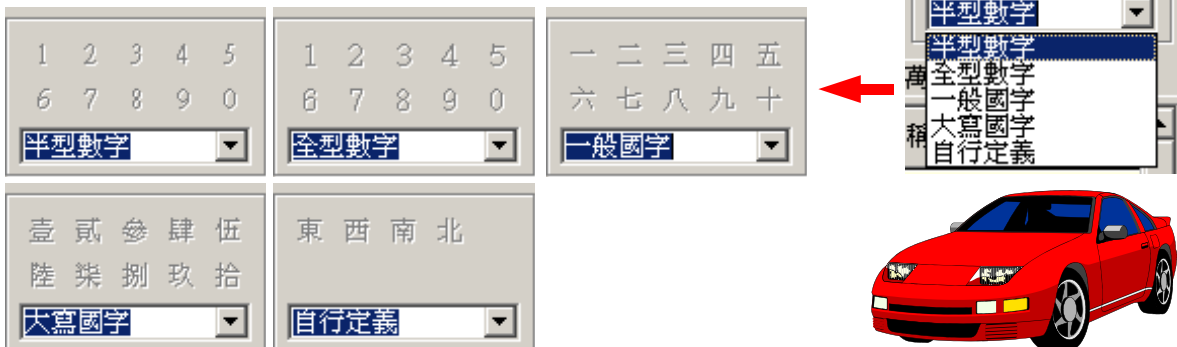 1 2 3 4 5
6 7 8 9 0
半型數字
1 2 3 4 5
6 7 8 9 0
全型數字
一 二 三 四 五
六 七 八 九 十
一般國字
半型數字
半型數字
萬
全型數字
一般國字
稱
大寫國字
自行定義
壹 貳 參 肆 伍
陸 柒 捌 玖 拾
大寫國字
東 西 南 北
自行定義